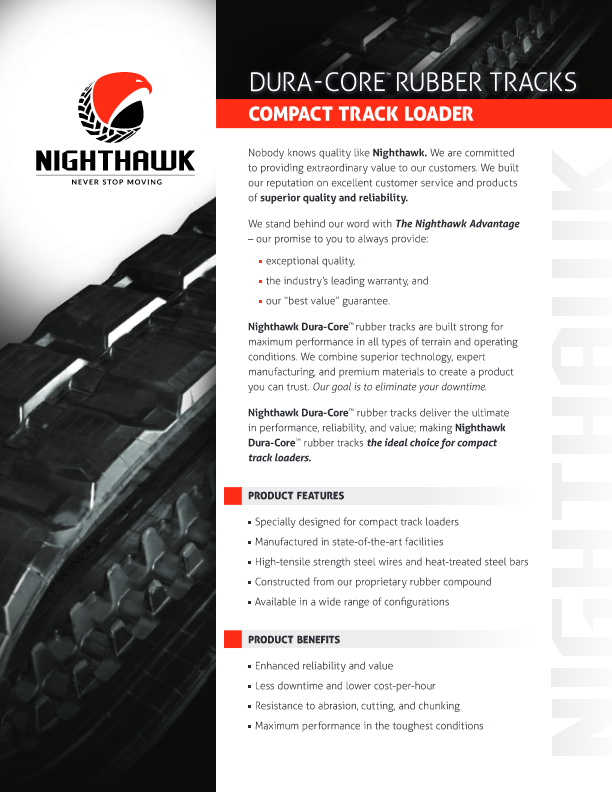 DURA-CORE™ RUBBER TRACKS
COMPACT TRACK LOADER
NIGHTHAWK
NEVER STOP MOVING
Nobody knows quality like Nighthawk. We are committed
to providing extraordinary value to our customers. We built
our reputation on excellent customer service and products
of superior quality and reliability.
We stand behind our word with The Nighthawk Advantage
– our promise to you to always provide:
▪ exceptional quality,
▪ the industry's leading warranty, and
▪ our “best value” guarantee.
Nighthawk Dura-Core™ rubber tracks are built strong for
maximum performance in all types of terrain and operating
conditions. We combine superior technology, expert
manufacturing, and premium materials to create a product
you can trust. Our goal is to eliminate your downtime.
Nighthawk Dura-Core™ rubber tracks deliver the ultimate
in performance, reliability, and value; making Nighthawk
Dura-Core™ rubber tracks the ideal choice for compact
track loaders.
PRODUCT FEATURES
▪ Specially designed for compact track loaders
▪ Manufactured in state-of-the-art facilities
▪ High-tensile strength steel wires and heat-treated steel bars
▪ Constructed from our proprietary rubber compound
▪ Available in a wide range of configurations
PRODUCT BENEFITS
▪ Enhanced reliability and value
▪ Less downtime and lower cost-per-hour
▪ Resistance to abrasion, cutting, and chunking
▪ Maximum performance in the toughest conditions
NIGHTHAWK